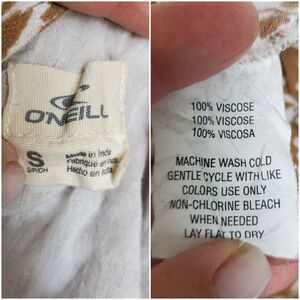 O'NEILL
S
S/P/CH
Made in India
Fabriqué en Inde
Hecho en India
100% VISCOSE
100% VISCOSE
100% VISCOSA
MACHINE WASH COLD
GENTLE CYCLE WITH LIKE
COLORS USE ONLY
NON-CHLORINE BLEACH
WHEN NEEDED
LAY FLAT TO DRY